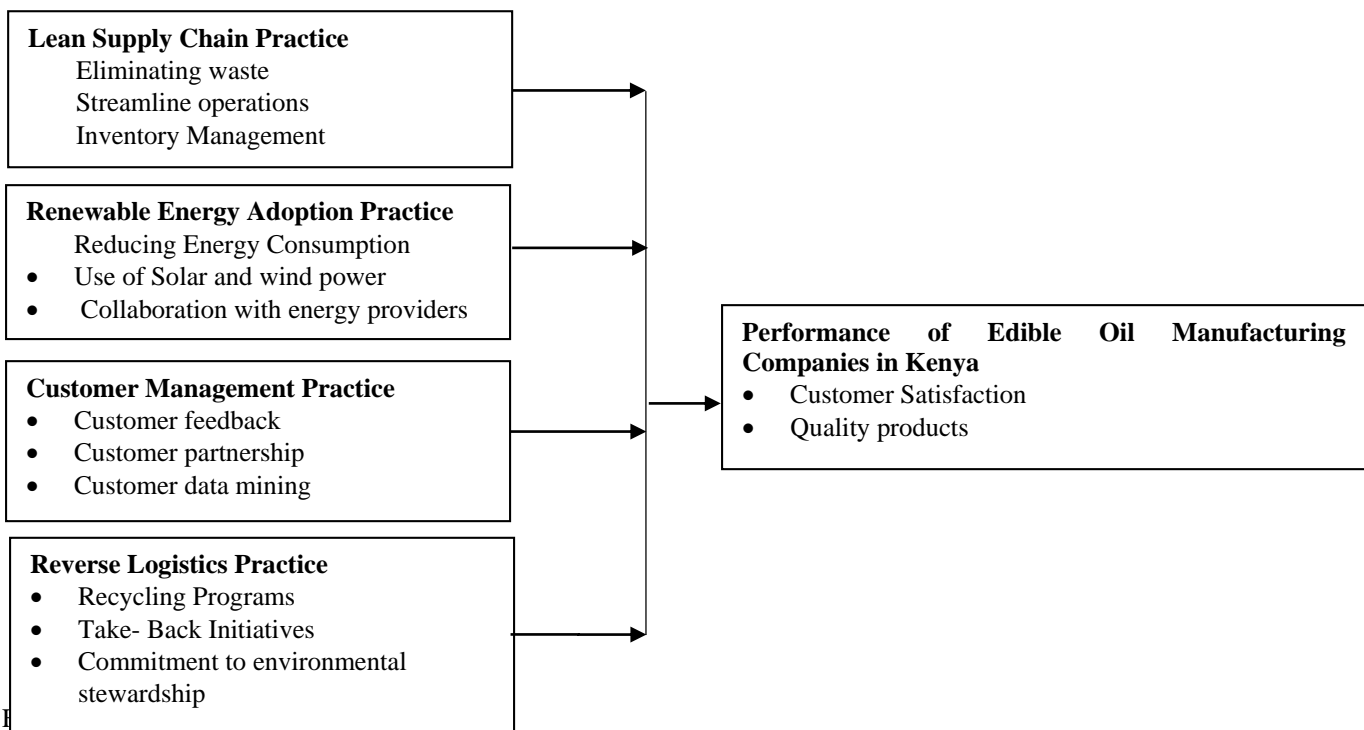 Lean Supply Chain Practice
Eliminating waste
Streamline operations
Inventory Management
Renewable Energy Adoption Practice
Reducing Energy Consumption
• Use of Solar and wind power
• Collaboration with energy providers
Customer Management Practice
• Customer feedback
• Customer partnership
• Customer data mining
Reverse Logistics Practice
• Recycling Programs
• Take- Back Initiatives
• Commitment to environmental
stewardship
Performance of Edible Oil Manufacturing
Companies in Kenya
• Customer Satisfaction
• Quality products